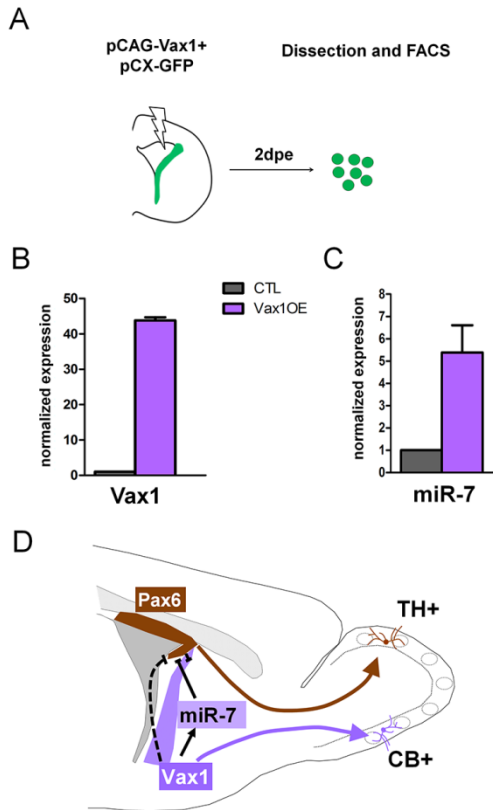 A
pCAG-Vax1+
pCX-GFP
Dissection and FACS
2dpe
B
normalized expression
50
40
30
20
10
0
Vax1
CTL
Vax1OE
C
normalized expression
8
7
6
5
4
3
2
1
0
miR-7
D
Pax6
TH+
miR-7
Vax1
CB+